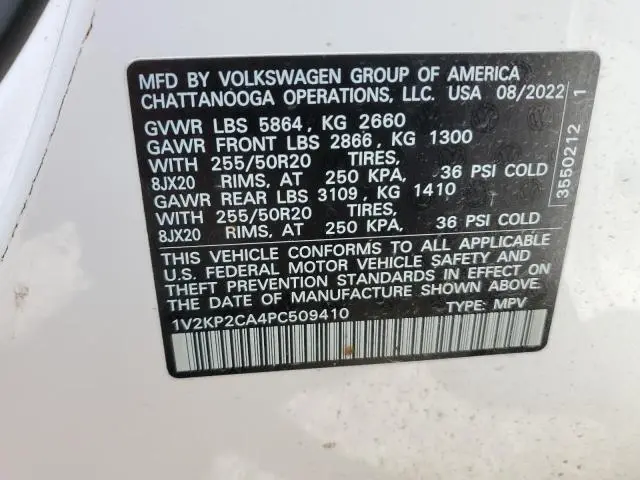 MFD BY VOLKSWAGEN GROUP OF AMERICA
CHATTANOOGA OPERATIONS, LLC. USA 08/2022
GVWR LBS 5864, KG 2660
GAWR FRONT LBS 2866, KG 1300
WITH 255/50R20 TIRES,
8JX20 RIMS, AT 250 KPA, 36 PSI COLD
GAWR REAR LBS 3109, KG 1410
WITH 255/50R20 TIRES,
8JX20 RIMS, AT 250 KPA, 36 PSI COLD
THIS VEHICLE CONFORMS TO ALL APPLICABLE
U.S. FEDERAL MOTOR VEHICLE SAFETY AND
THEFT PREVENTION STANDARDS IN EFFECT ON
THE DATE OF MANUFACTURE SHOWN ABOVE.
1V2KP2CA4PC509410 TYPE: MPV
3550212 1